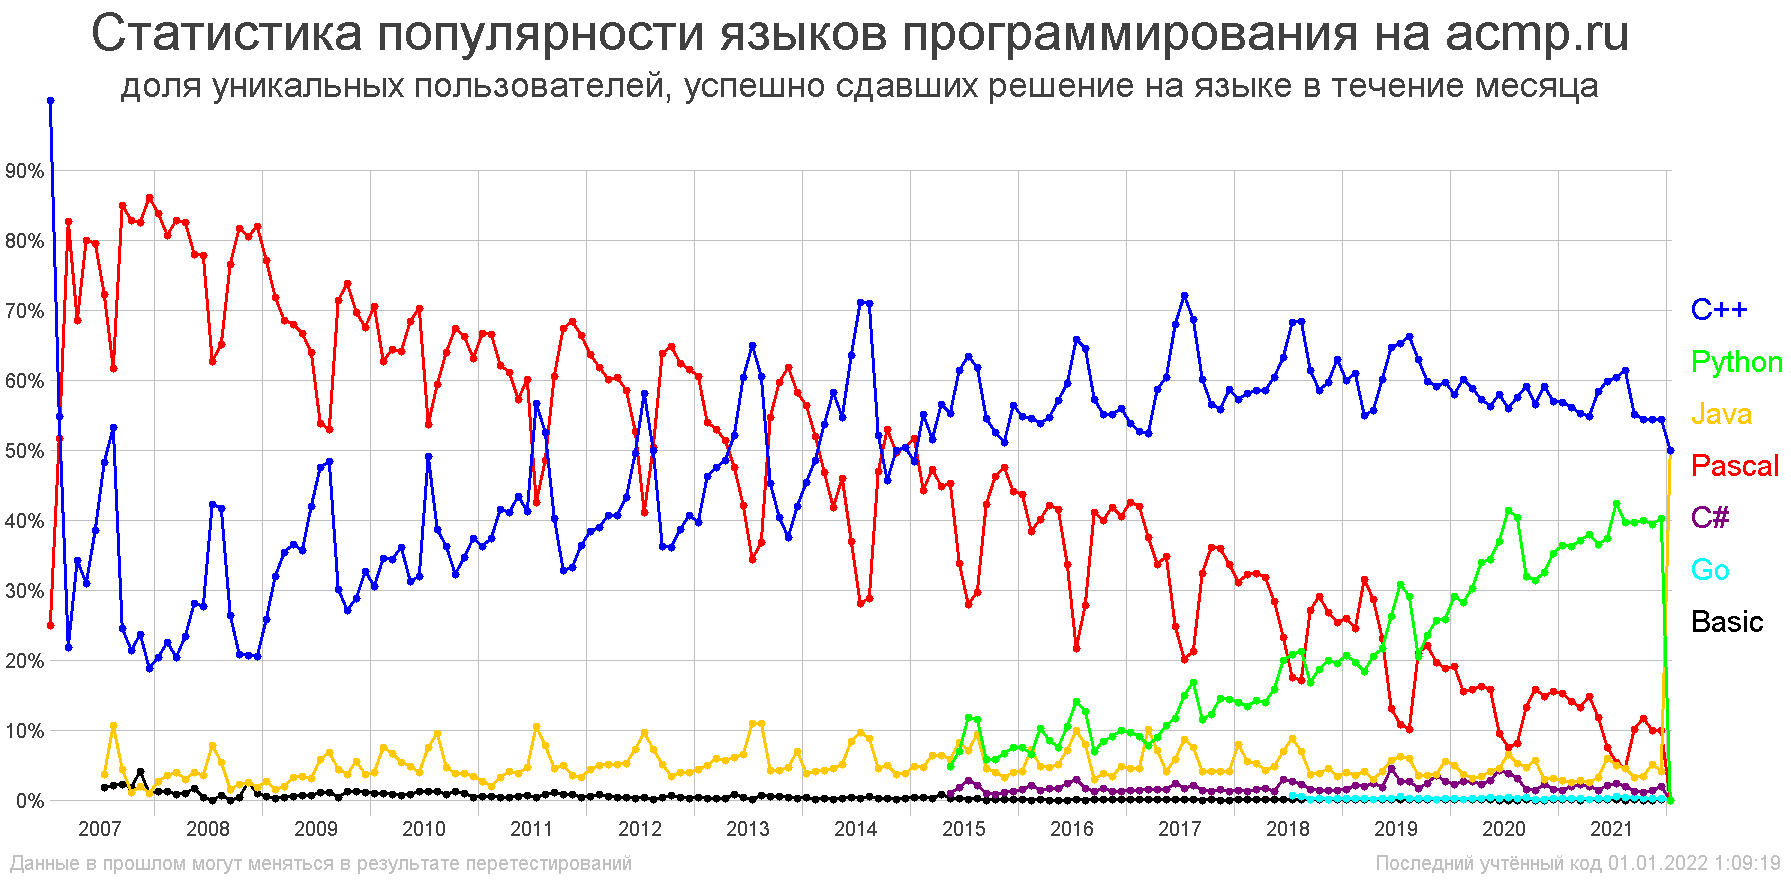 Статистика популярности языков программирования на acmp.ru
доля уникальных пользователей, успешно сдавших решение на языке в течение месяца
90%
80%
70%
60%
50%
40%
30%
20%
10%
0%
C++
Python
Java
Pascal
C#
Go
Basic
2007 2008 2009 2010 2011 2012 2013 2014 2015 2016 2017 2018 2019 2020 2021
Данные в прошлом могут меняться в результате перетестирований
Последний учтённый код 01.01.2022 1:09:19